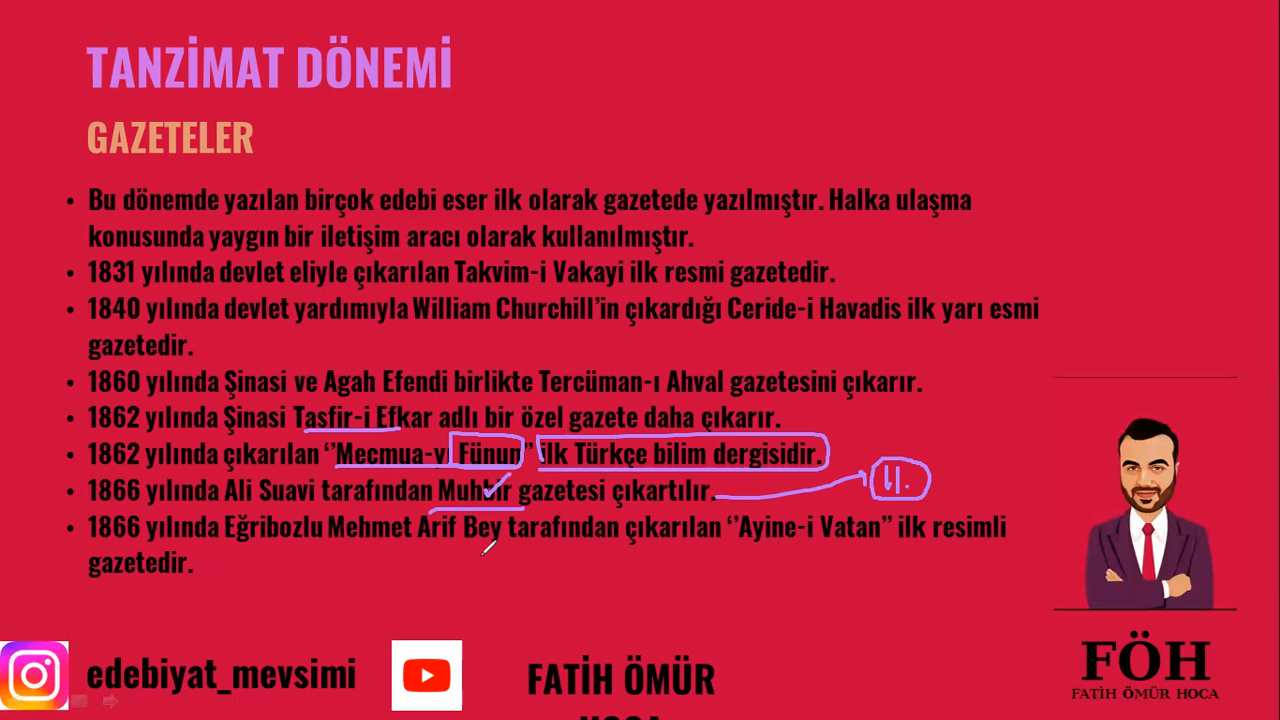 TANZİMAT DÖNEMİ
GAZETELER
• Bu dönemde yazılan birçok edebi eser ilk olarak gazetede yazılmıştır. Halka ulaşma
konusunda yaygın bir iletişim aracı olarak kullanılmıştır.
• 1831 yılında devlet eliyle çıkarılan Takvim-i Vakayi ilk resmi gazetedir.
• 1840 yılında devlet yardımıyla William Churchill’in çıkardığı Ceride-i Havadis ilk yarı esmi
gazetedir.
• 1860 yılında Şinasi ve Agah Efendi birlikte Tercüman-ı Ahval gazetesini çıkarır.
• 1862 yılında Şinasi Tasfir-i Efkar adlı bir özel gazete daha çıkarır.
• 1862 yılında çıkarılan ‘’Mecmua-y Fünun’’ ilk Türkçe bilim dergisidir.
• 1866 yılında Ali Suavi tarafından Muhbir gazetesi çıkartılır.
• 1866 yılında Eğribozlu Mehmet Arif Bey tarafından çıkarılan ‘’Ayine-i Vatan’’ ilk resimli
gazetedir.
FÖH
FATİH ÖMÜR HOCA
edebiyat_mevsimi
FATİH ÖMÜR
HOCA